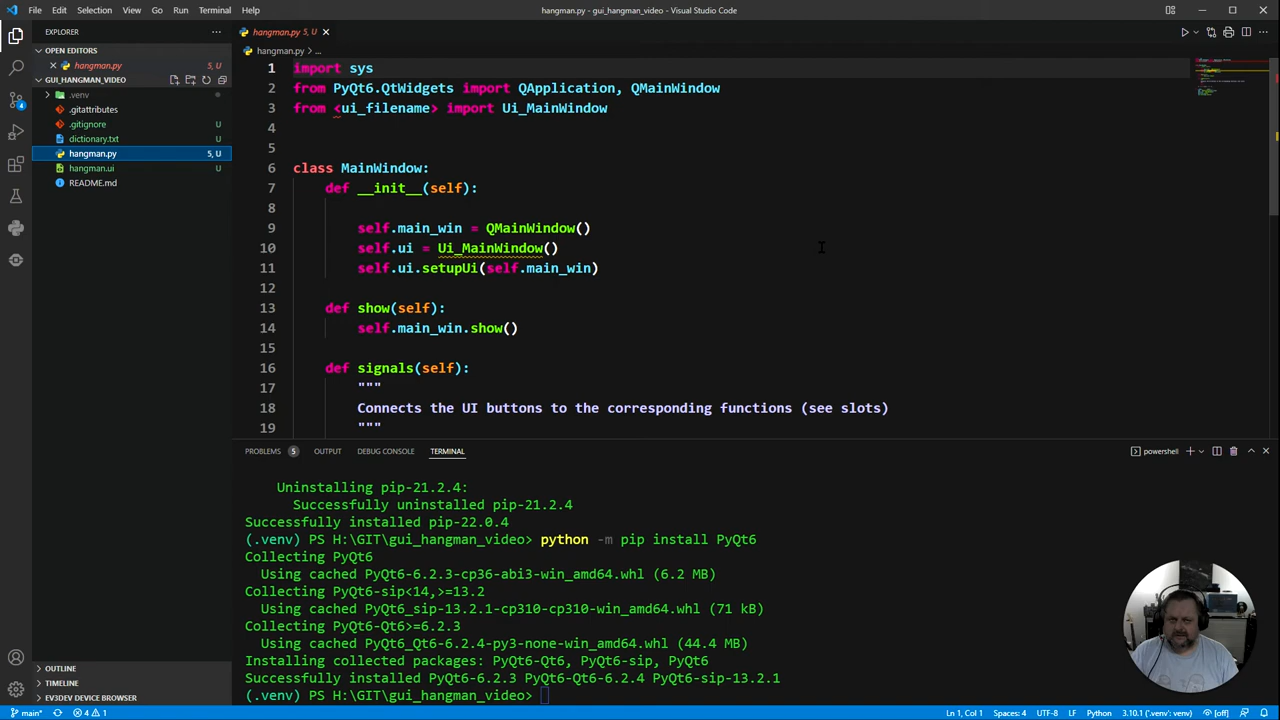 File Edit Selection View Go Run Terminal Help
hangman.py - gui_hangman_video - Visual Studio Code
EXPLORER
OPEN EDITORS
hangman.py 5, U
GUI_HANGMAN_VIDEO
.venv
.gitattributes
.gitignore U
dictionary.txt U
hangman.py 5, U
hangman.ui U
README.md
OUTLINE
TIMELINE
EV3DEV DEVICE BROWSER
4
hangman.py 5, U
hangman.py > ...
1 import sys
2 from PyQt6.QtWidgets import QApplication, QMainWindow
3 from <ui_filename> import Ui_MainWindow
4
5
6 class MainWindow:
7 def __init__(self):
8
9 self.main_win = QMainWindow()
10 self.ui = Ui_MainWindow()
11 self.ui.setupUi(self.main_win)
12
13 def show(self):
14 self.main_win.show()
15
16 def signals(self):
17 """
18 Connects the UI buttons to the corresponding functions (see slots)
19 """
PROBLEMS 5 OUTPUT DEBUG CONSOLE TERMINAL
powershell
Uninstalling pip-21.2.4:
Successfully uninstalled pip-21.2.4
Successfully installed pip-22.0.4
(.venv) PS H:\GIT\gui_hangman_video> python -m pip install PyQt6
Collecting PyQt6
Using cached PyQt6-6.2.3-cp36-abi3-win_amd64.whl (6.2 MB)
Collecting PyQt6-sip<14,>=13.2
Using cached PyQt6_sip-13.2.1-cp310-cp310-win_amd64.whl (71 kB)
Collecting PyQt6-Qt6>=6.2.3
Using cached PyQt6_Qt6-6.2.4-py3-none-win_amd64.whl (44.4 MB)
Installing collected packages: PyQt6-Qt6, PyQt6-sip, PyQt6
Successfully installed PyQt6-6.2.3 PyQt6-Qt6-6.2.4 PyQt6-sip-13.2.1
(.venv) PS H:\GIT\gui_hangman_video>
main* 4 1
Ln 1, Col 1 Spaces: 4 UTF-8 LF Python 3.10.1 ('.venv': venv) [off]